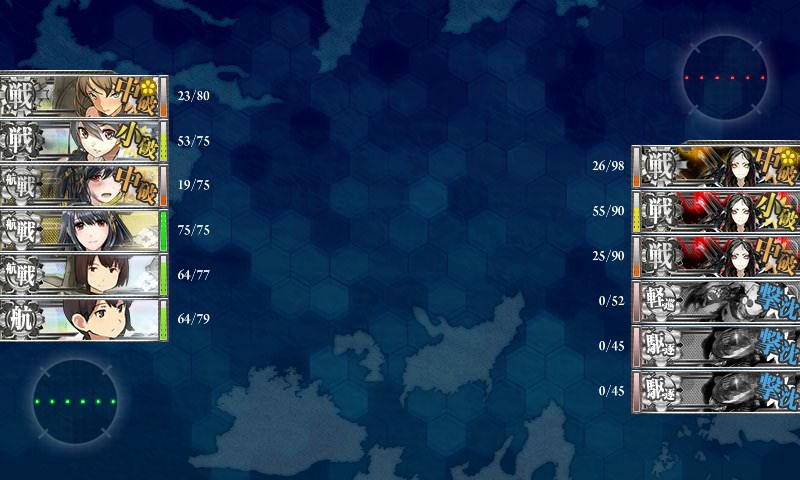 戦 中破 23/80
戦 小破 53/75
航戦 中破 19/75
航戦 75/75
航戦 64/77
航 64/79
戦 中破 26/98
戦 小破 55/90
戦 中破 25/90
軽巡 撃沈 0/52
駆逐 撃沈 0/45
駆逐 撃沈 0/45